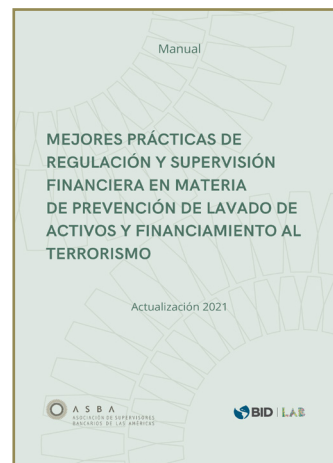 Manual
MEJORES PRÁCTICAS DE
REGULACIÓN Y SUPERVISIÓN
FINANCIERA EN MATERIA
DE PREVENCIÓN DE LAVADO DE
ACTIVOS Y FINANCIAMIENTO AL
TERRORISMO
Actualización 2021
ASBA
ASOCIACIÓN DE SUPERVISORES
BANCARIOS DE LAS AMÉRICAS
BID | LAB